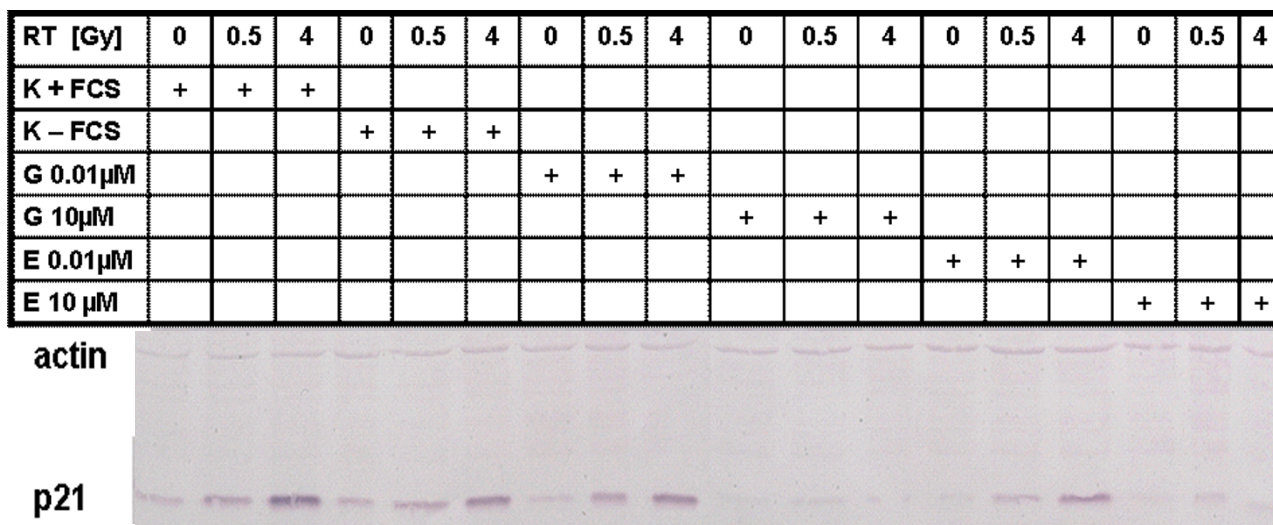 RT [Gy] 0 0.5 4 0 0.5 4 0 0.5 4 0 0.5 4 0 0.5 4 0 0.5 4
K + FCS + + +
K – FCS + + +
G 0.01µM + + +
G 10µM + + +
E 0.01µM + + +
E 10 µM + + +
actin
p21